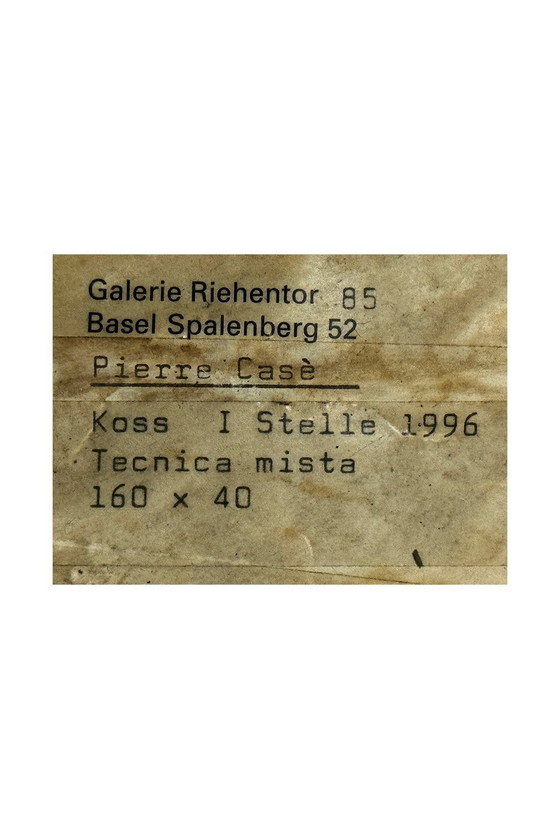 Galerie Riehentor 85
Basel Spalenberg 52
Pierre Casè
Koss I Stelle 1996
Tecnica mista
160 x 40